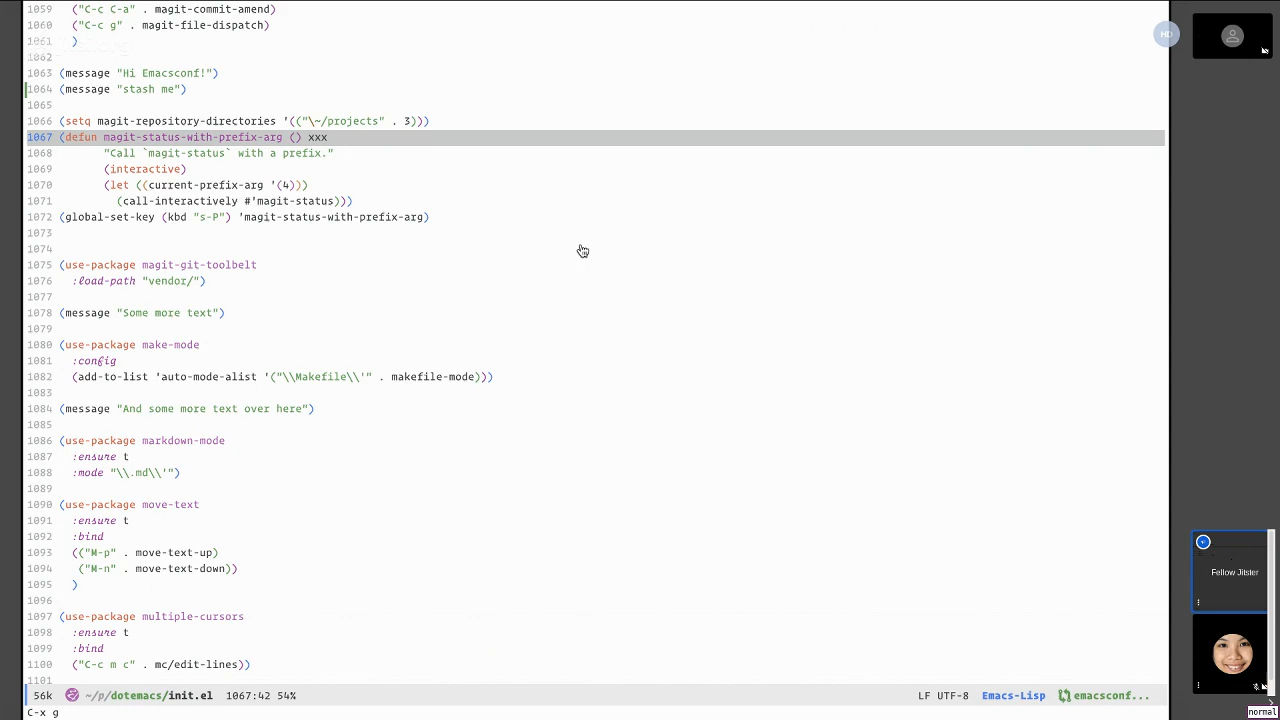 1059 ("C-c C-a" . magit-commit-amend)
1060 ("C-c g" . magit-file-dispatch)
1061 )
1062
1063 (message "Hi Emacsconf!")
1064 (message "stash me")
1065
1066 (setq magit-repository-directories '(("\~/projects" . 3)))
1067 (defun magit-status-with-prefix-arg () xxx
1068 "Call `magit-status` with a prefix."
1069 (interactive)
1070 (let ((current-prefix-arg '(4)))
1071 (call-interactively #'magit-status)))
1072 (global-set-key (kbd "s-P") 'magit-status-with-prefix-arg)
1073
1074
1075 (use-package magit-git-toolbelt
1076 :load-path "vendor/")
1077
1078 (message "Some more text")
1079
1080 (use-package make-mode
1081 :config
1082 (add-to-list 'auto-mode-alist '("\\Makefile\\'" . makefile-mode)))
1083
1084 (message "And some more text over here")
1085
1086 (use-package markdown-mode
1087 :ensure t
1088 :mode "\\.md\\'")
1089
1090 (use-package move-text
1091 :ensure t
1092 :bind
1093 (("M-p" . move-text-up)
1094 ("M-n" . move-text-down))
1095 )
1096
1097 (use-package multiple-cursors
1098 :ensure t
1099 :bind
1100 ("C-c m c" . mc/edit-lines))
1101
56k ~/p/dotemacs/init.el 1067:42 54% LF UTF-8 Emacs-Lisp emacsconf...
C-x g
HD
Fellow Jitster
normal